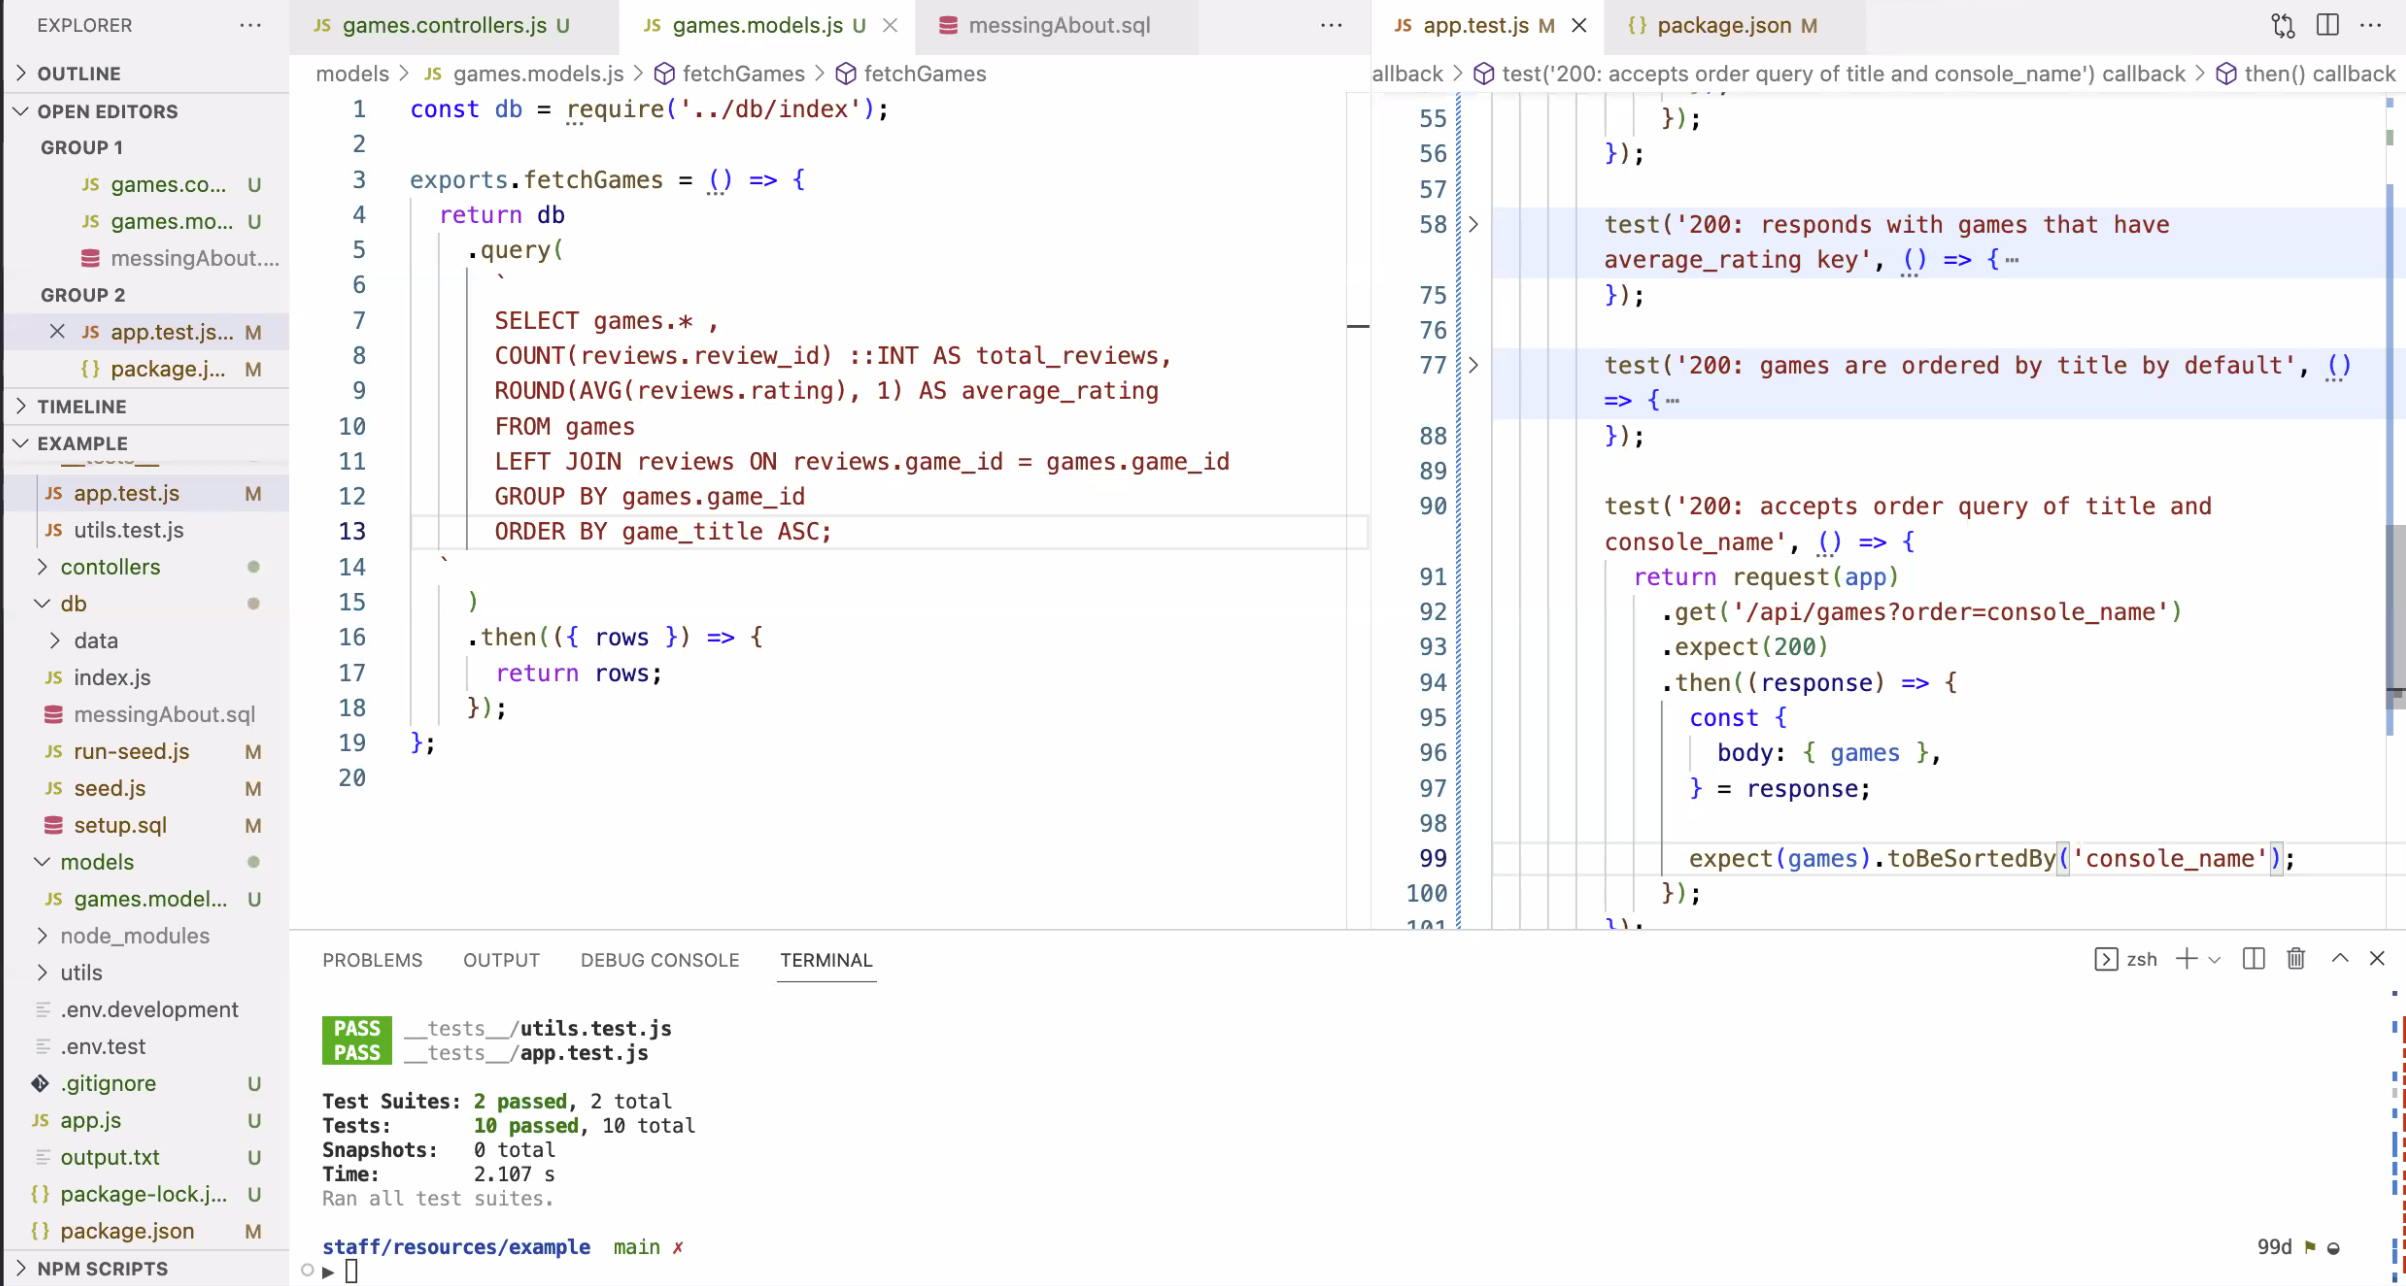 EXPLORER
OUTLINE
OPEN EDITORS
GROUP 1
JS games.co... U
JS games.mo... U
messingAbout....
GROUP 2
JS app.test.js... M
{} package.j... M
TIMELINE
EXAMPLE
__tests__
JS app.test.js M
JS utils.test.js
contollers
db
data
JS index.js
messingAbout.sql
JS run-seed.js M
JS seed.js M
setup.sql M
models
JS games.model... U
node_modules
utils
.env.development
.env.test
.gitignore U
JS app.js U
output.txt U
{} package-lock.j... U
{} package.json M
NPM SCRIPTS
JS games.controllers.js U
JS games.models.js U
messingAbout.sql
models > JS games.models.js > fetchGames > fetchGames
1 const db = require('../db/index');
2
3 exports.fetchGames = () => {
4 return db
5 .query(
6 `
7 SELECT games.* ,
8 COUNT(reviews.review_id) ::INT AS total_reviews,
9 ROUND(AVG(reviews.rating), 1) AS average_rating
10 FROM games
11 LEFT JOIN reviews ON reviews.game_id = games.game_id
12 GROUP BY games.game_id
13 ORDER BY game_title ASC;
14 `
15 )
16 .then(({ rows }) => {
17 return rows;
18 });
19 };
20
JS app.test.js M
{} package.json M
allback > test('200: accepts order query of title and console_name') callback > then() callback
55 });
56 });
57
58 test('200: responds with games that have
average_rating key', () => {⋯
75 });
76
77 test('200: games are ordered by title by default', ()
=> {⋯
88 });
89
90 test('200: accepts order query of title and
console_name', () => {
91 return request(app)
92 .get('/api/games?order=console_name')
93 .expect(200)
94 .then((response) => {
95 const {
96 body: { games },
97 } = response;
98
99 expect(games).toBeSortedBy('console_name');
100 });
101 });
PROBLEMS
OUTPUT
DEBUG CONSOLE
TERMINAL
zsh
PASS __tests__/utils.test.js
PASS __tests__/app.test.js
Test Suites: 2 passed, 2 total
Tests: 10 passed, 10 total
Snapshots: 0 total
Time: 2.107 s
Ran all test suites.
staff/resources/example main ✗
99d